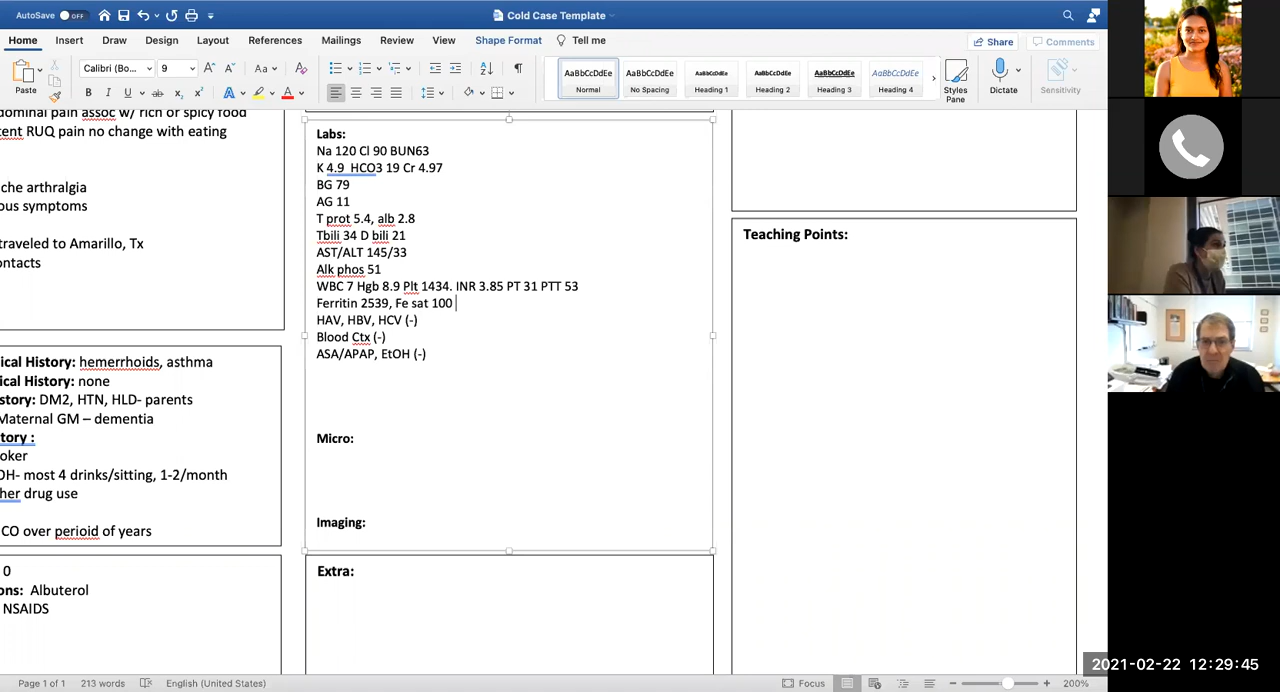 AutoSave OFF
Cold Case Template
Home Insert Draw Design Layout References Mailings Review View Shape Format Tell me Share Comments
Paste
Calibri (Bo... 9
AaBbCcDdEe AaBbCcDdEe AaBbCcDdEe AaBbCcDdEe AaBbCcDdEe AaBbCcDdEe
Normal No Spacing Heading 1 Heading 2 Heading 3 Heading 4
Styles Pane
Dictate
Sensitivity
dominal pain assoc w/ rich or spicy food
tent RUQ pain no change with eating
che arthralgia
ous symptoms
traveled to Amarillo, Tx
ontacts
ical History: hemerrhoids, asthma
ical History: none
istory: DM2, HTN, HLD- parents
Maternal GM – dementia
tory :
oker
OH- most 4 drinks/sitting, 1-2/month
her drug use
CO over perioid of years
0
ons: Albuterol
NSAIDS
Labs:
Na 120 Cl 90 BUN63
K 4.9 HCO3 19 Cr 4.97
BG 79
AG 11
T prot 5.4, alb 2.8
Tbili 34 D bili 21
AST/ALT 145/33
Alk phos 51
WBC 7 Hgb 8.9 Plt 1434. INR 3.85 PT 31 PTT 53
Ferritin 2539, Fe sat 100
HAV, HBV, HCV (-)
Blood Ctx (-)
ASA/APAP, EtOH (-)
Micro:
Imaging:
Extra:
Teaching Points:
2021-02-22 12:29:45
Page 1 of 1 213 words English (United States) Focus 200%